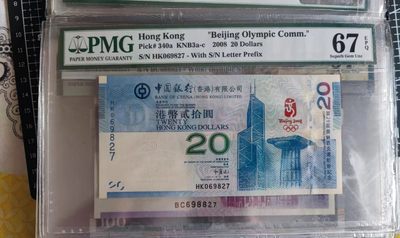 PMG
PAPER MONEY GUARANTY
Hong Kong "Beijing Olympic Comm."
Pick# 340a KNB3a-c 2008 20 Dollars
S/N HK069827 - With S/N Letter Prefix
67
EPQ
Superb Gem Unc
中國銀行(香港)有限公司
BANK OF CHINA (HONG KONG) LIMITED
港幣貳拾圓
TWENTY
HONG KONG DOLLARS
20
20
HK069827
HK069827
Beijing 2008
BC698827
100